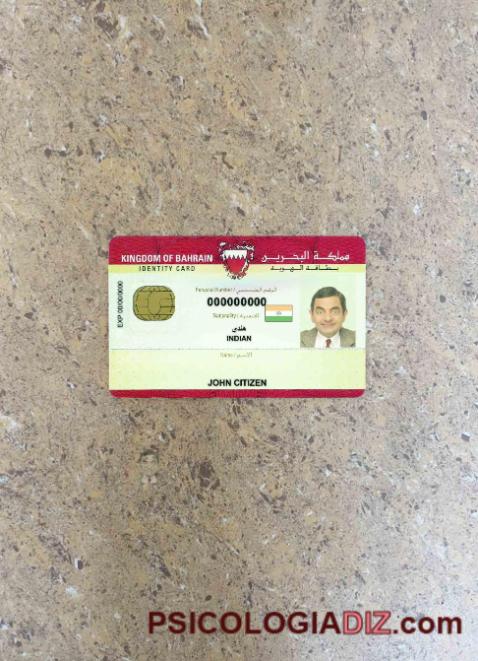 KINGDOM OF BAHRAIN مملكة البحرين
IDENTITY CARD بطاقة الهوية
Personal Number / الرقم الشخصي
000000000
Nationality / الجنسية
هندي
INDIAN
EXP 00/00/0000
Name / الاسم
JOHN CITIZEN
PSICOLOGIADIZ.com